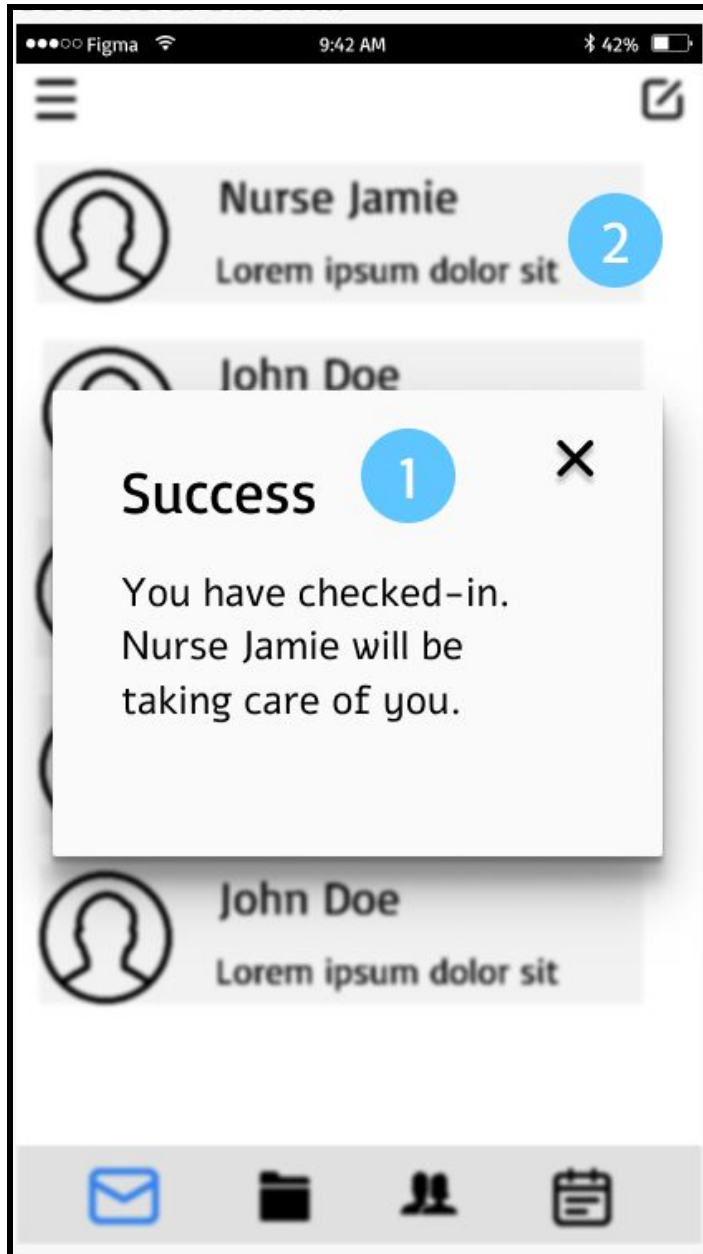 Figma 9:42 AM 42%
Nurse Jamie
2
Lorem ipsum dolor sit
John Doe
Success 1
You have checked-in.
Nurse Jamie will be
taking care of you.
John Doe
Lorem ipsum dolor sit